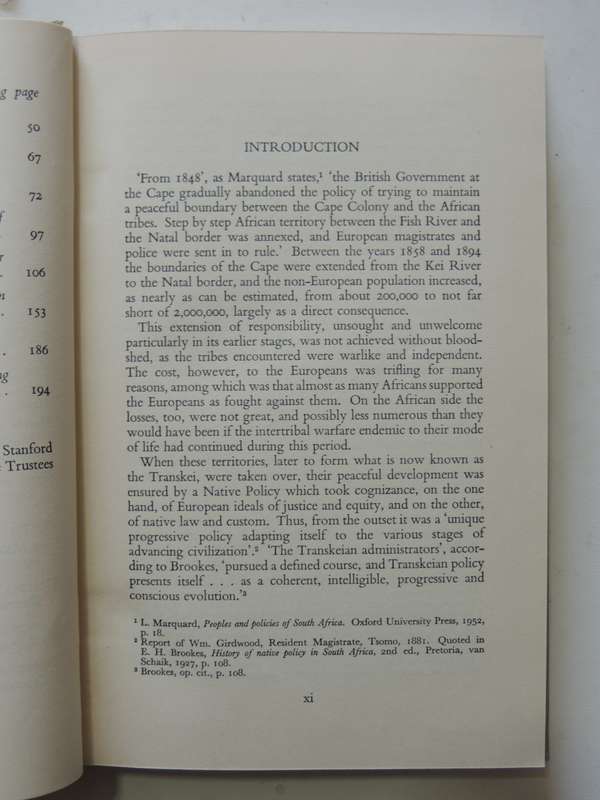 g page
50
67
72
f
97
r
106
n
153
186
ng
194
Stanford
Trustees
INTRODUCTION
'From 1848', as Marquard states,¹ 'the British Government at
the Cape gradually abandoned the policy of trying to maintain
a peaceful boundary between the Cape Colony and the African
tribes. Step by step African territory between the Fish River and
the Natal border was annexed, and European magistrates and
police were sent in to rule.' Between the years 1858 and 1894
the boundaries of the Cape were extended from the Kei River
to the Natal border, and the non-European population increased,
as nearly as can be estimated, from about 200,000 to not far
short of 2,000,000, largely as a direct consequence.
This extension of responsibility, unsought and unwelcome
particularly in its earlier stages, was not achieved without blood-
shed, as the tribes encountered were warlike and independent.
The cost, however, to the Europeans was trifling for many
reasons, among which was that almost as many Africans supported
the Europeans as fought against them. On the African side the
losses, too, were not great, and possibly less numerous than they
would have been if the intertribal warfare endemic to their mode
of life had continued during this period.
When these territories, later to form what is now known as
the Transkei, were taken over, their peaceful development was
ensured by a Native Policy which took cognizance, on the one
hand, of European ideals of justice and equity, and on the other,
of native law and custom. Thus, from the outset it was a 'unique
progressive policy adapting itself to the various stages of
advancing civilization'.² 'The Transkeian administrators', accor-
ding to Brookes, 'pursued a defined course, and Transkeian policy
presents itself . . . as a coherent, intelligible, progressive and
conscious evolution.'³
¹ L. Marquard, Peoples and policies of South Africa. Oxford University Press, 1952,
p. 18.
² Report of Wm. Girdwood, Resident Magistrate, Tsomo, 1881. Quoted in
E. H. Brookes, History of native policy in South Africa, 2nd ed., Pretoria, van
Schaik, 1927, p. 108.
³ Brookes, op. cit., p. 108.
xi